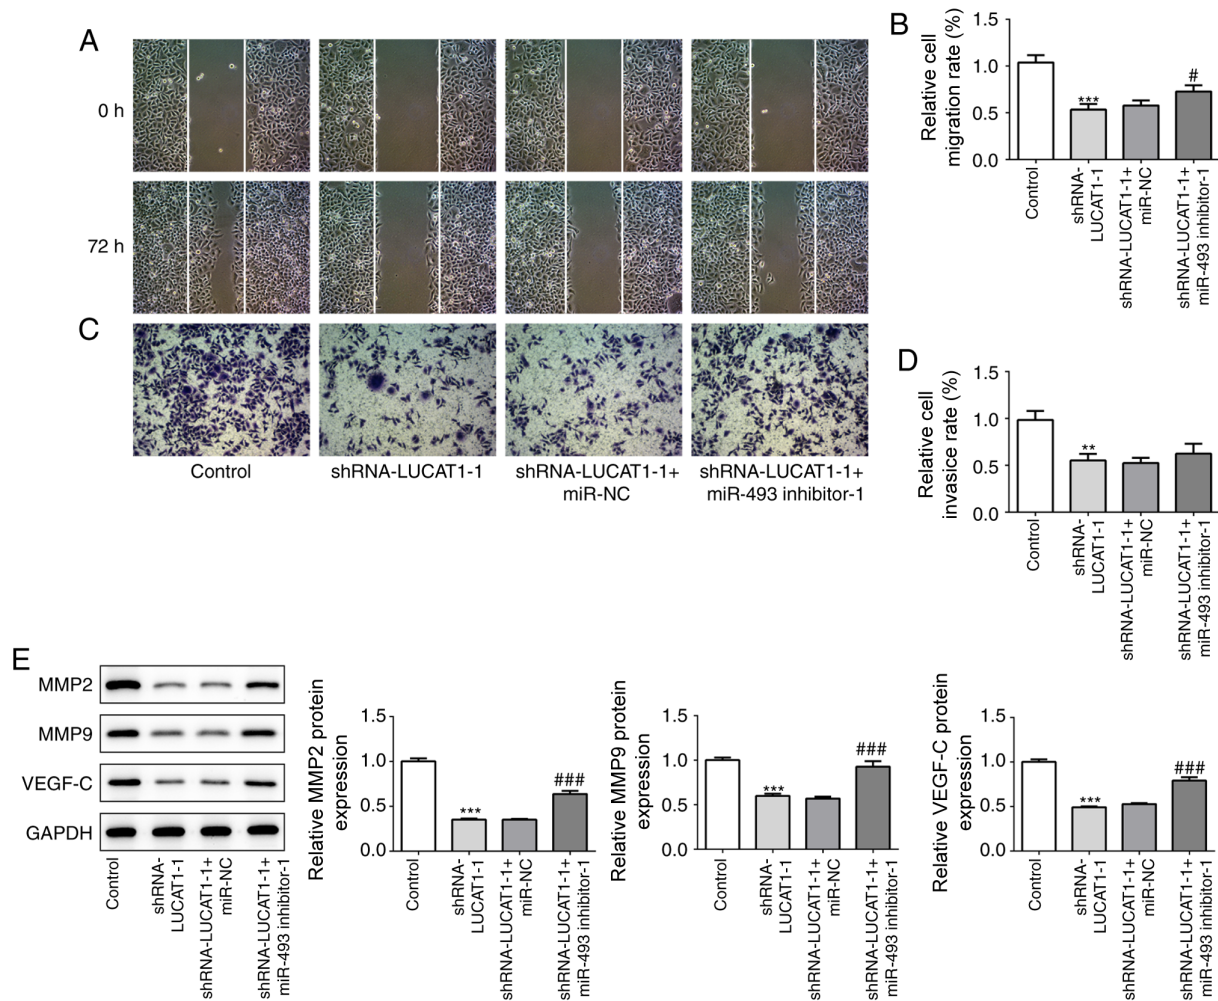 A
0 h
72 h
C
Control
shRNA-LUCAT1-1
shRNA-LUCAT1-1+
miR-NC
shRNA-LUCAT1-1+
miR-493 inhibitor-1
B
Relative cell
migration rate (%)
1.5
1.0
0.5
0.0
***
#
Control
shRNA-
LUCAT1-1
shRNA-LUCAT1-1+
miR-NC
shRNA-LUCAT1-1+
miR-493 inhibitor-1
D
Relative cell
invasice rate (%)
1.5
1.0
0.5
0.0
**
Control
shRNA-
LUCAT1-1
shRNA-LUCAT1-1+
miR-NC
shRNA-LUCAT1-1+
miR-493 inhibitor-1
E
MMP2
MMP9
VEGF-C
GAPDH
Control
shRNA-
LUCAT1-1
shRNA-LUCAT1-1+
miR-NC
shRNA-LUCAT1-1+
miR-493 inhibitor-1
Relative MMP2 protein
expression
1.5
1.0
0.5
0.0
***
###
Control
shRNA-
LUCAT1-1
shRNA-LUCAT1-1+
miR-NC
shRNA-LUCAT1-1+
miR-493 inhibitor-1
Relative MMP9 protein
expression
1.5
1.0
0.5
0.0
***
###
Control
shRNA-
LUCAT1-1
shRNA-LUCAT1-1+
miR-NC
shRNA-LUCAT1-1+
miR-493 inhibitor-1
Relative VEGF-C protein
expression
1.5
1.0
0.5
0.0
***
###
Control
shRNA-
LUCAT1-1
shRNA-LUCAT1-1+
miR-NC
shRNA-LUCAT1-1+
miR-493 inhibitor-1